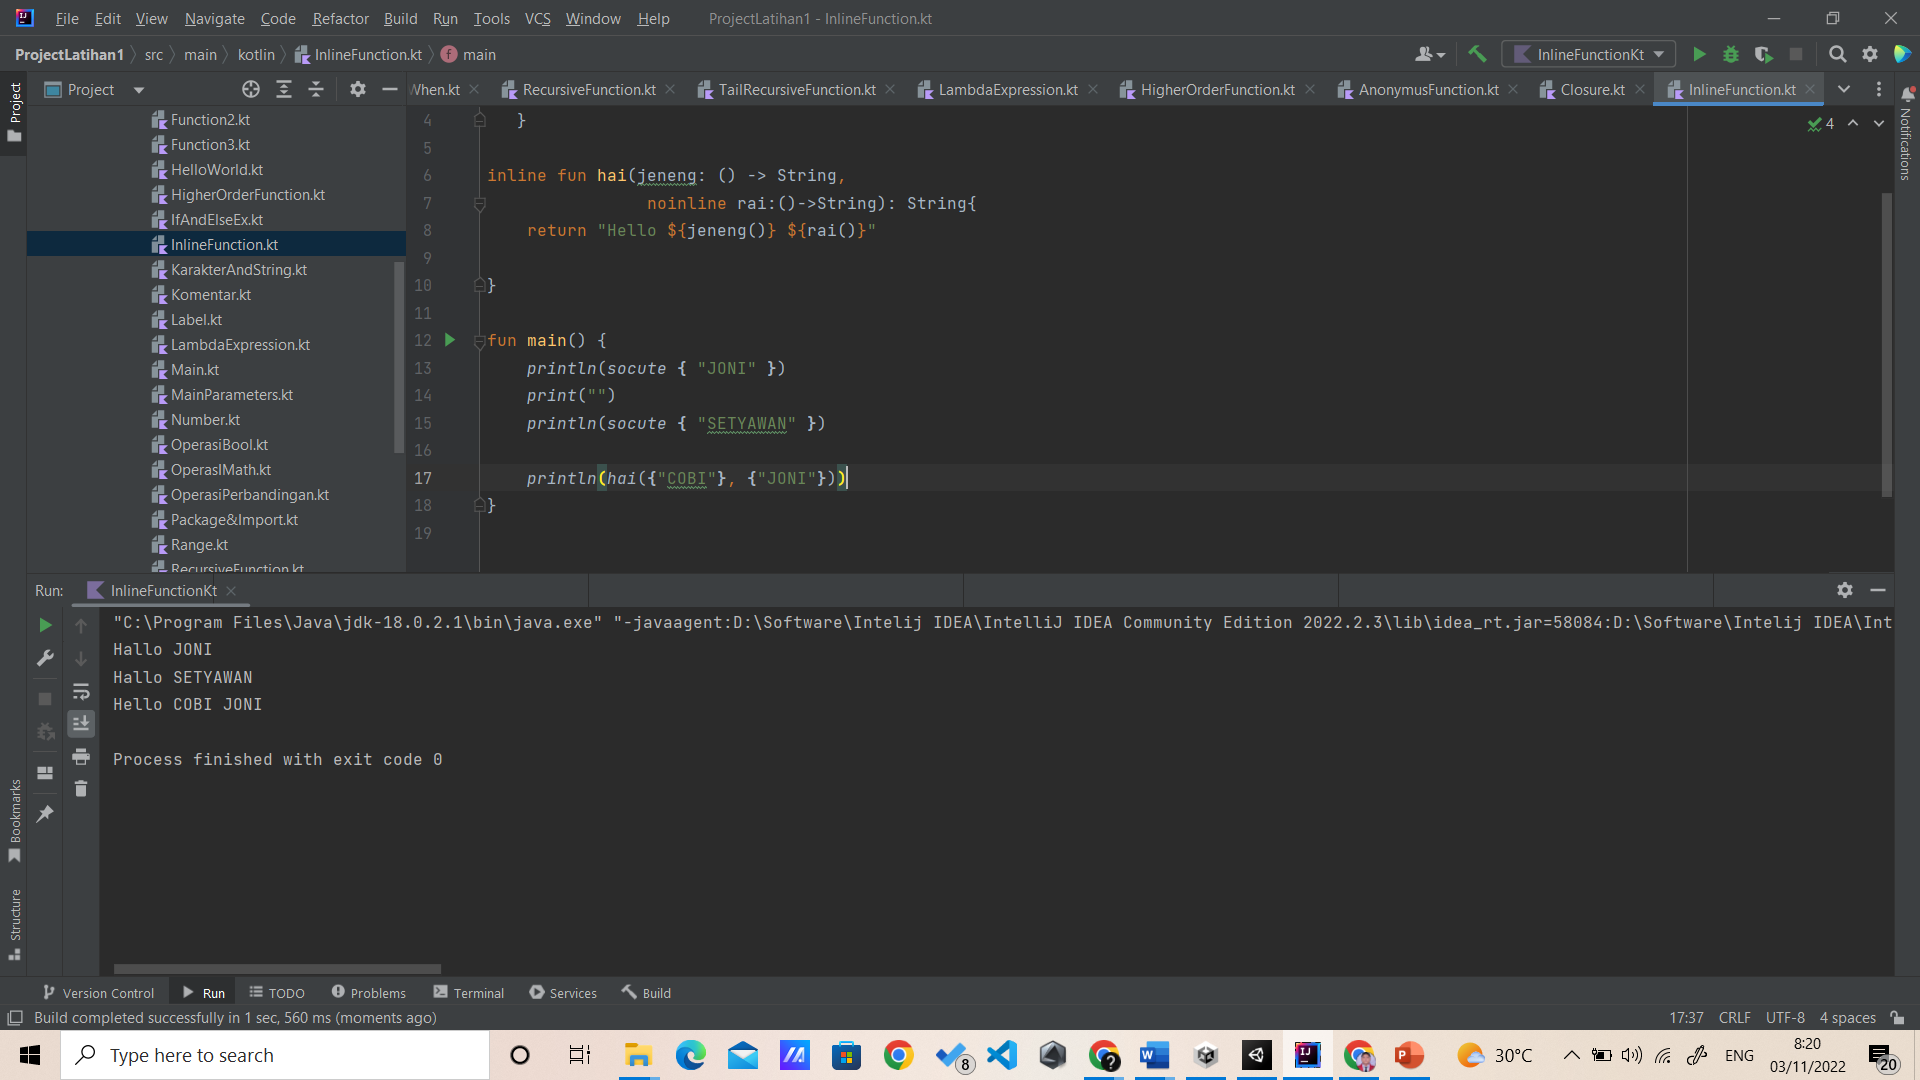 File Edit View Navigate Code Refactor Build Run Tools VCS Window Help ProjectLatihan1 - InlineFunction.kt
ProjectLatihan1 src main kotlin InlineFunction.kt f main InlineFunctionKt
Project
Project When.kt RecursiveFunction.kt TailRecursiveFunction.kt LambdaExpression.kt HigherOrderFunction.kt AnonymusFunction.kt Closure.kt InlineFunction.kt
Notifications
Function2.kt
Function3.kt
HelloWorld.kt
HigherOrderFunction.kt
IfAndElseEx.kt
InlineFunction.kt
KarakterAndString.kt
Komentar.kt
Label.kt
LambdaExpression.kt
Main.kt
MainParameters.kt
Number.kt
OperasiBool.kt
OperasIMath.kt
OperasiPerbandingan.kt
Package&Import.kt
Range.kt
RecursiveFunction.kt
4 }
4
5
6 inline fun hai(jeneng: () -> String,
7 noinline rai:()->String): String{
8 return "Hello ${jeneng()} ${rai()}"
9
10 }
11
12 fun main() {
13 println(socute { "JONI" })
14 print("")
15 println(socute { "SETYAWAN" })
16
17 println(hai({"COBI"}, {"JONI"}))
18 }
19
Run: InlineFunctionKt
"C:\Program Files\Java\jdk-18.0.2.1\bin\java.exe" "-javaagent:D:\Software\Intelij IDEA\IntelliJ IDEA Community Edition 2022.2.3\lib\idea_rt.jar=58084:D:\Software\Intelij IDEA\Int
Hallo JONI
Hallo SETYAWAN
Hello COBI JONI
Process finished with exit code 0
Bookmarks
Structure
Version Control Run TODO Problems Terminal Services Build
Build completed successfully in 1 sec, 560 ms (moments ago) 17:37 CRLF UTF-8 4 spaces
Type here to search 8 30°C ENG 8:20
03/11/2022 20